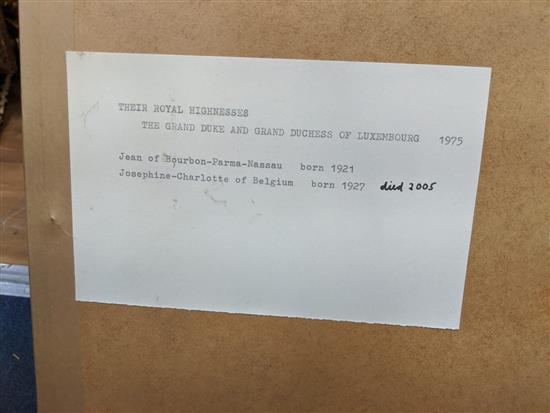 THEIR ROYAL HIGHNESSES
THE GRAND DUKE AND GRAND DUCHESS OF LUXEMBOURG 1975
Jean of Bourbon-Parma-Nassau born 1921
Josephine-Charlotte of Belgium born 1927 died 2005